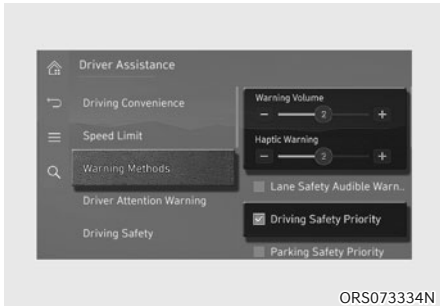 Driver Assistance
Driving Convenience
Speed Limit
Warning Methods
Driver Attention Warning
Driving Safety
Warning Volume
- 2 +
Haptic Warning
- 2 +
Lane Safety Audible Warn..
Driving Safety Priority
Parking Safety Priority
ORS073334N